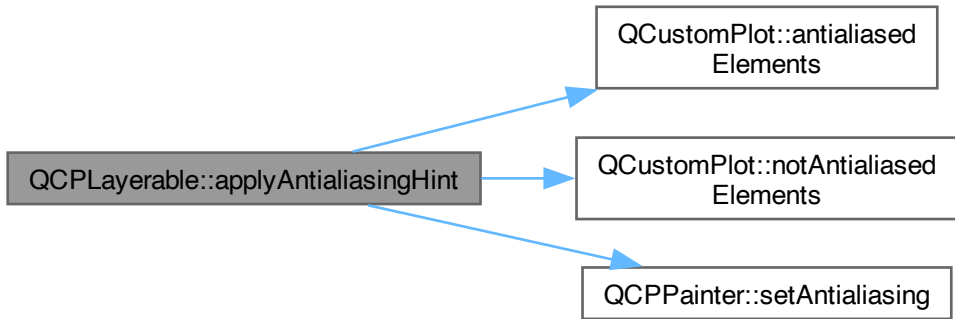 QCustomPlot::antialiased
Elements
QCPLayerable::applyAntialiasingHint
QCustomPlot::notAntialiased
Elements
QCPPainter::setAntialiasing